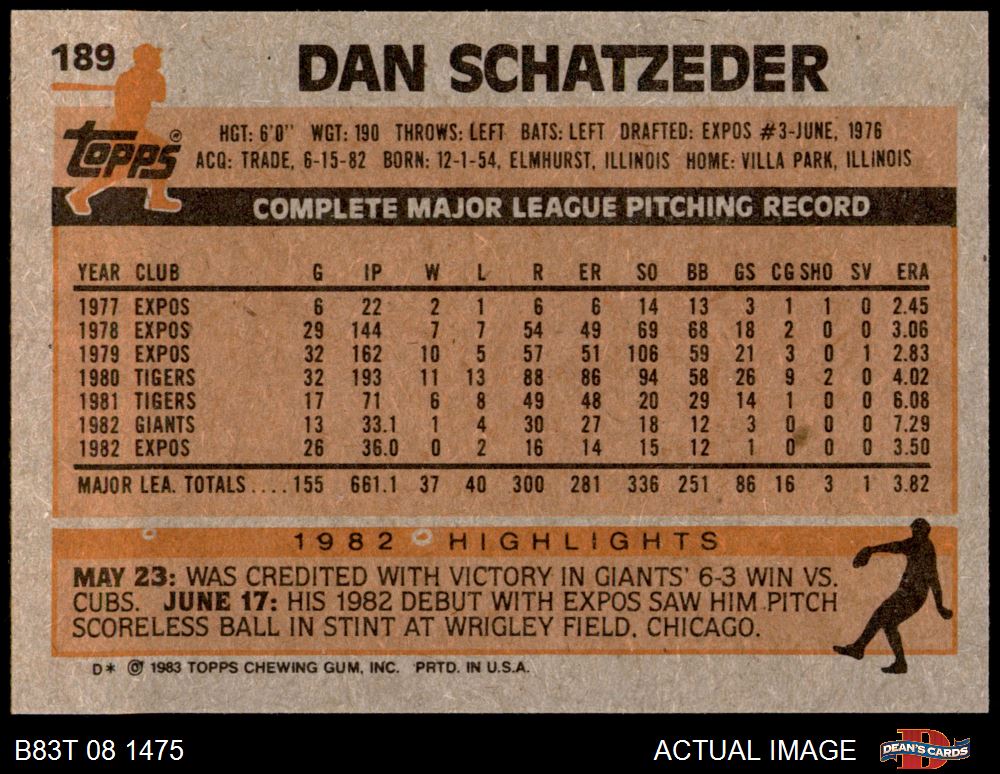 189 DAN SCHATZEDER
topps ®
HGT: 6'0" WGT: 190 THROWS: LEFT BATS: LEFT DRAFTED: EXPOS #3-JUNE, 1976
ACQ: TRADE, 6-15-82 BORN: 12-1-54, ELMHURST, ILLINOIS HOME: VILLA PARK, ILLINOIS
COMPLETE MAJOR LEAGUE PITCHING RECORD
YEAR CLUB G IP W L R ER SO BB GS CG SHO SV ERA
1977 EXPOS 6 22 2 1 6 6 14 13 3 1 1 0 2.45
1978 EXPOS 29 144 7 7 54 49 69 68 18 2 0 0 3.06
1979 EXPOS 32 162 10 5 57 51 106 59 21 3 0 1 2.83
1980 TIGERS 32 193 11 13 88 86 94 58 26 9 2 0 4.02
1981 TIGERS 17 71 6 8 49 48 20 29 14 1 0 0 6.08
1982 GIANTS 13 33.1 1 4 30 27 18 12 3 0 0 0 7.29
1982 EXPOS 26 36.0 0 2 16 14 15 12 1 0 0 0 3.50
MAJOR LEA. TOTALS....155 661.1 37 40 300 281 336 251 86 16 3 1 3.82
1982 HIGHLIGHTS
MAY 23: WAS CREDITED WITH VICTORY IN GIANTS' 6-3 WIN VS.
CUBS. JUNE 17: HIS 1982 DEBUT WITH EXPOS SAW HIM PITCH
SCORELESS BALL IN STINT AT WRIGLEY FIELD, CHICAGO.
D* © 1983 TOPPS CHEWING GUM, INC. PRTD. IN U.S.A.
B83T 08 1475 ACTUAL IMAGE DEAN'S CARDS